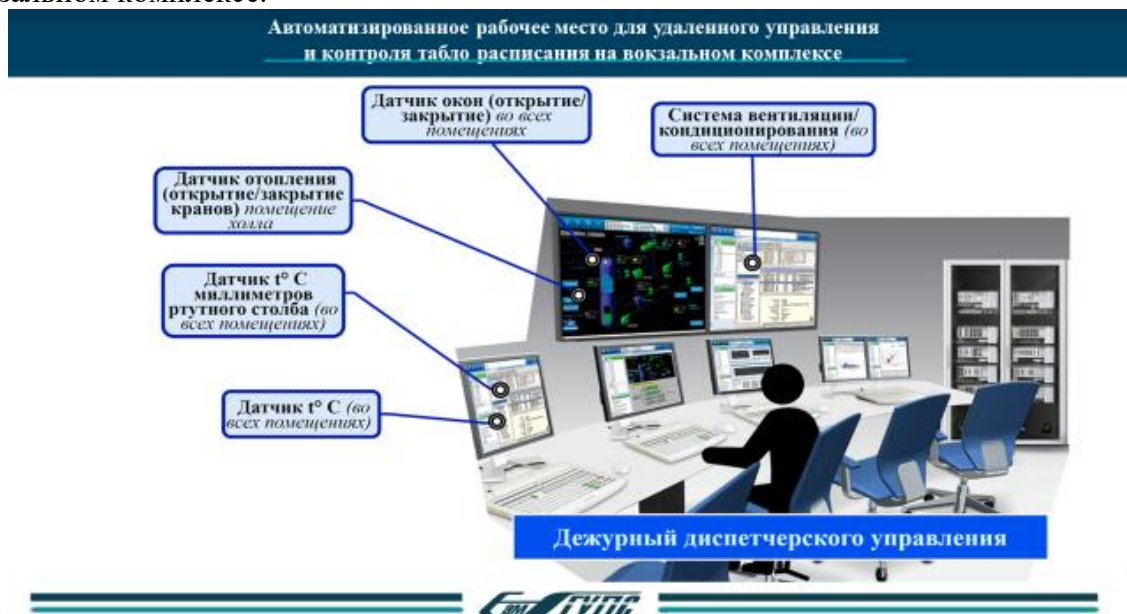 зальном комплексе.
Автоматизированное рабочее место для удаленного управления
и контроля табло расписания на вокзальном комплексе
Датчик окон (открытие/
закрытие) во всех
помещениях
Система вентиляции/
кондиционирования (во
всех помещениях)
Датчик отопления
(открытие/закрытие
кранов) помещение
холла
Датчик t° C
миллиметров
ртутного столба (во
всех помещениях)
Датчик t° C (во
всех помещениях)
Дежурный диспетчерского управления